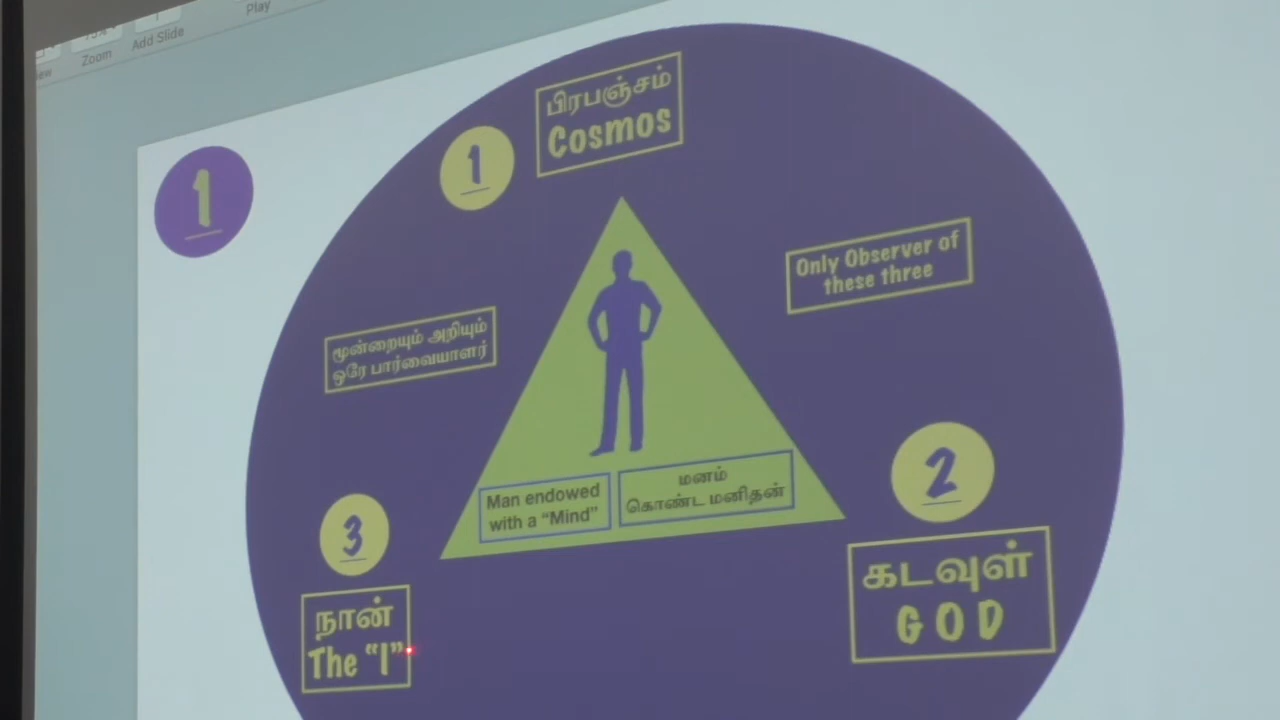 Play
Zoom
Add Slide
1
1
பிரபஞ்சம்
Cosmos
Only Observer of
these three
மூன்றையும் அறியும்
ஒரே பார்வையாளர்
Man endowed
with a “Mind”
மனம்
கொண்ட மனிதன்
2
கடவுள்
GOD
3
நான்
The “I”